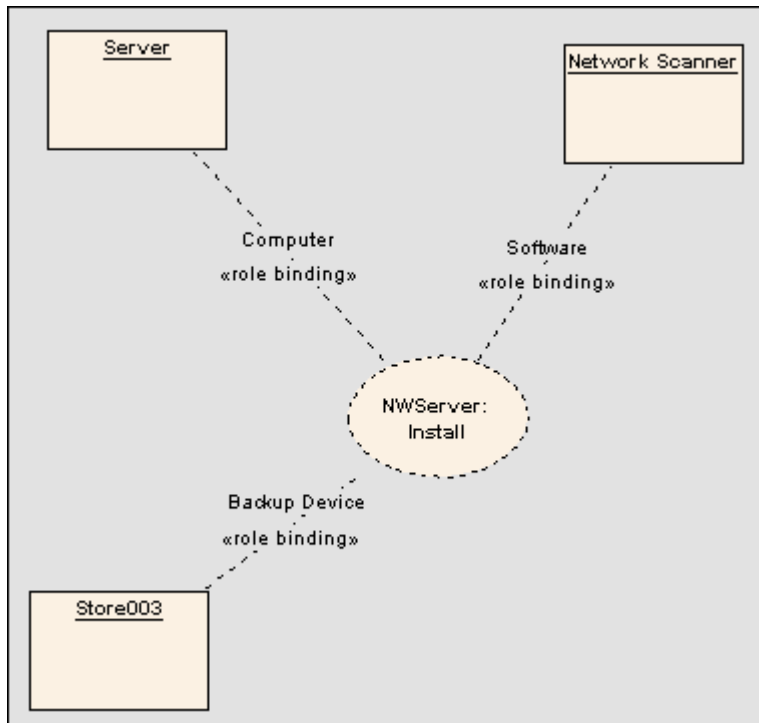 Server
Network Scanner
Computer
«role binding»
Software
«role binding»
NWServer:
Install
Backup Device
«role binding»
Store003